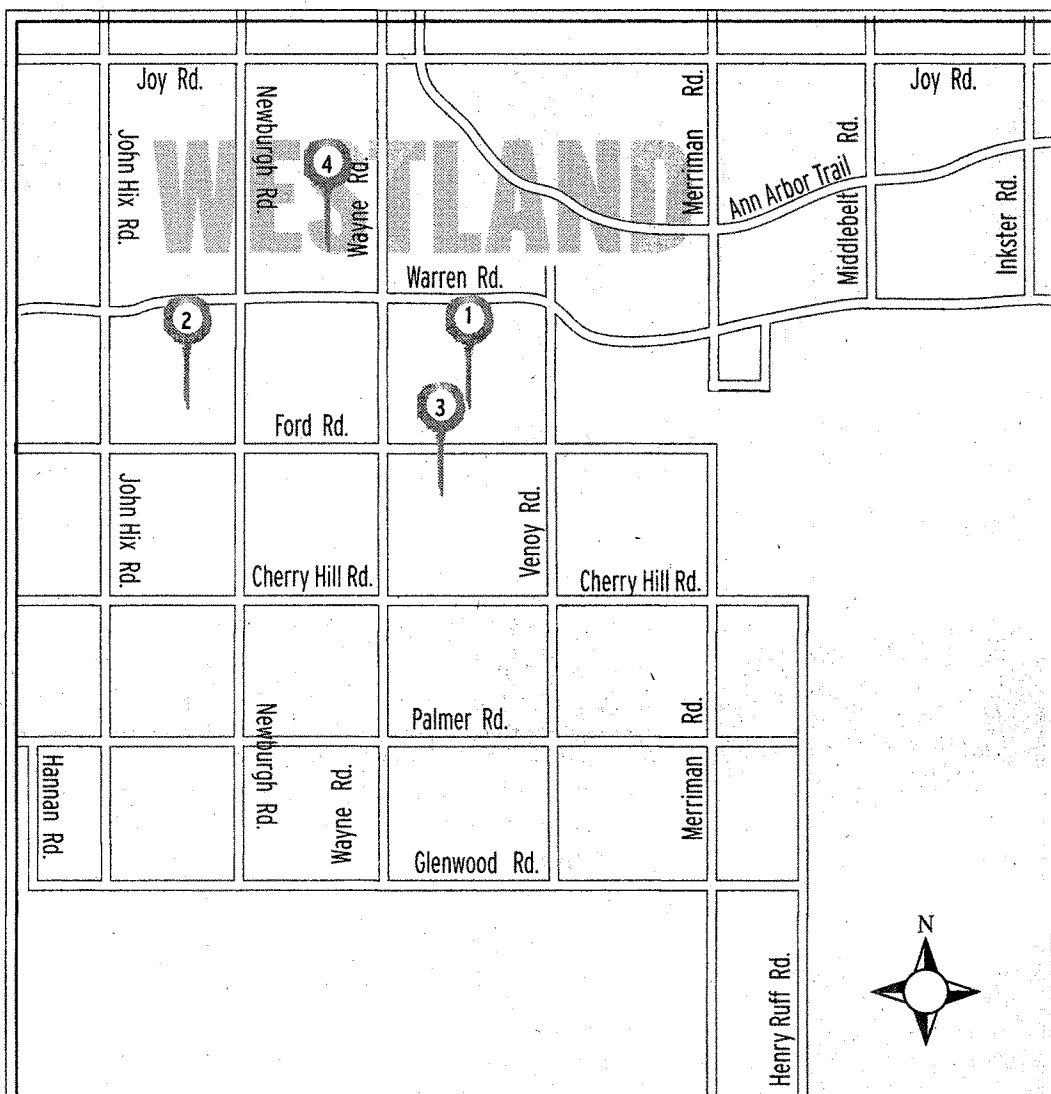 Joy Rd.
Joy Rd.
Newburgh Rd.
Merriman Rd.
Middlebelt Rd.
John Hix Rd.
WESTLAND
4
Wayne Rd.
Ann Arbor Trail
Inkster Rd.
Warren Rd.
2
1
3
Ford Rd.
John Hix Rd.
Venoy Rd.
Cherry Hill Rd.
Cherry Hill Rd.
Newburgh Rd.
Palmer Rd.
Merriman Rd.
Hannan Rd.
Wayne Rd.
Glenwood Rd.
N
Henry Ruff Rd.